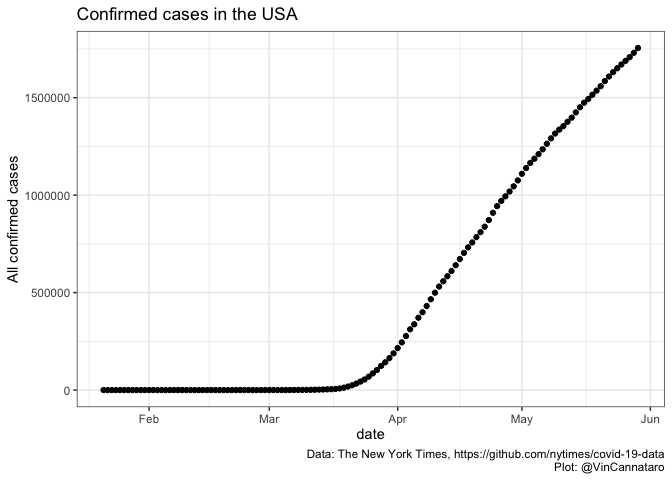 Confirmed cases in the USA
All confirmed cases
1500000
1000000
500000
0
Feb
Mar
Apr
May
Jun
date
Data: The New York Times, https://github.com/nytimes/covid-19-data
Plot: @VinCannataro